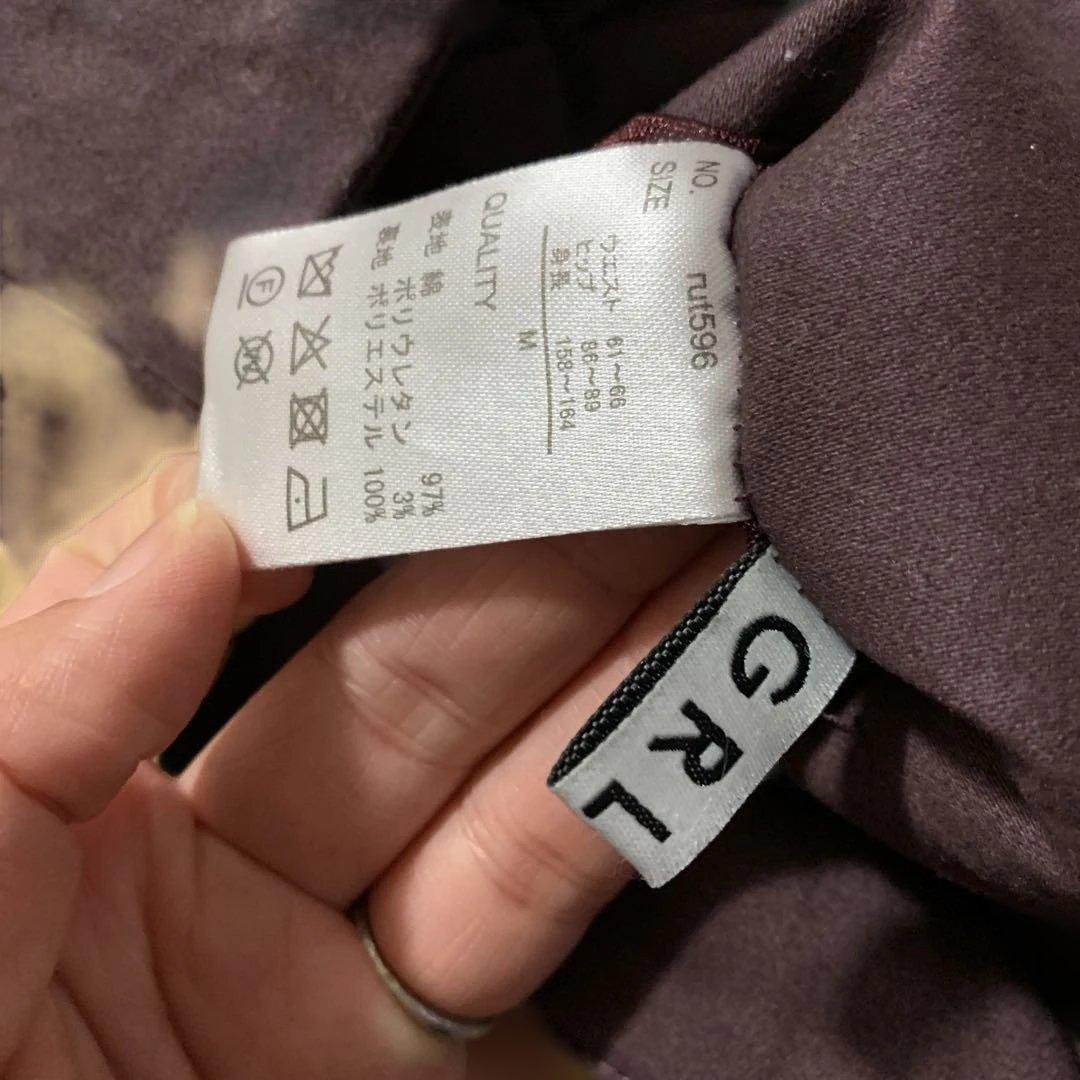 NO. rut596
SIZE
ウエスト 61〜66
ヒップ 86〜89
身長 158〜164
M
QUALITY
表地 綿 97%
ポリウレタン 3%
裏地 ポリエステル 100%
F
GRL